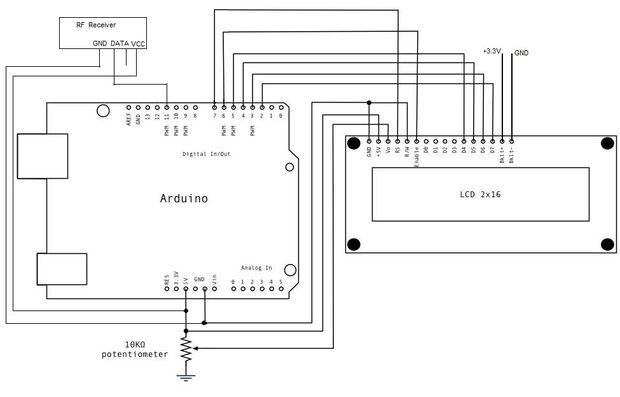 RF Receiver
GND DATA VCC
+3.3V GND
AREF GND 13 12 11 10 9 8 7 6 5 4 3 2 1 0
PWM PWM PWM PWM PWM PWM
Digital In/Out
GND +5V Vo RS R/W Enable D0 D1 D2 D3 D4 D5 D6 D7 Bklt+ Bklt-
Arduino
LCD 2x16
Analog In
RES 3.3V 5V GND Vin 0 1 2 3 4 5
10KΩ
potentiometer